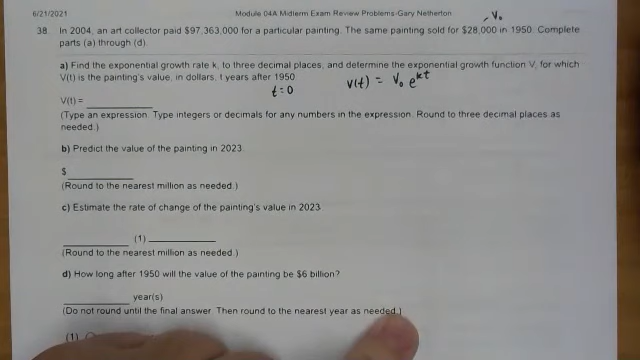 6/21/2021 Module 04A Midterm Exam Review Problems-Gary Netherton
V₀
38. In 2004, an art collector paid $97,363,000 for a particular painting. The same painting sold for $28,000 in 1950. Complete
parts (a) through (d).
a) Find the exponential growth rate k, to three decimal places, and determine the exponential growth function V, for which
V(t) is the painting's value, in dollars, t years after 1950
t=0 V(t) = V₀ e^kt
V(t) =
(Type an expression. Type integers or decimals for any numbers in the expression. Round to three decimal places as
needed.)
b) Predict the value of the painting in 2023.
$
(Round to the nearest million as needed.)
c) Estimate the rate of change of the painting's value in 2023.
(1)
(Round to the nearest million as needed.)
d) How long after 1950 will the value of the painting be $6 billion?
year(s)
(Do not round until the final answer. Then round to the nearest year as needed.)
(1)